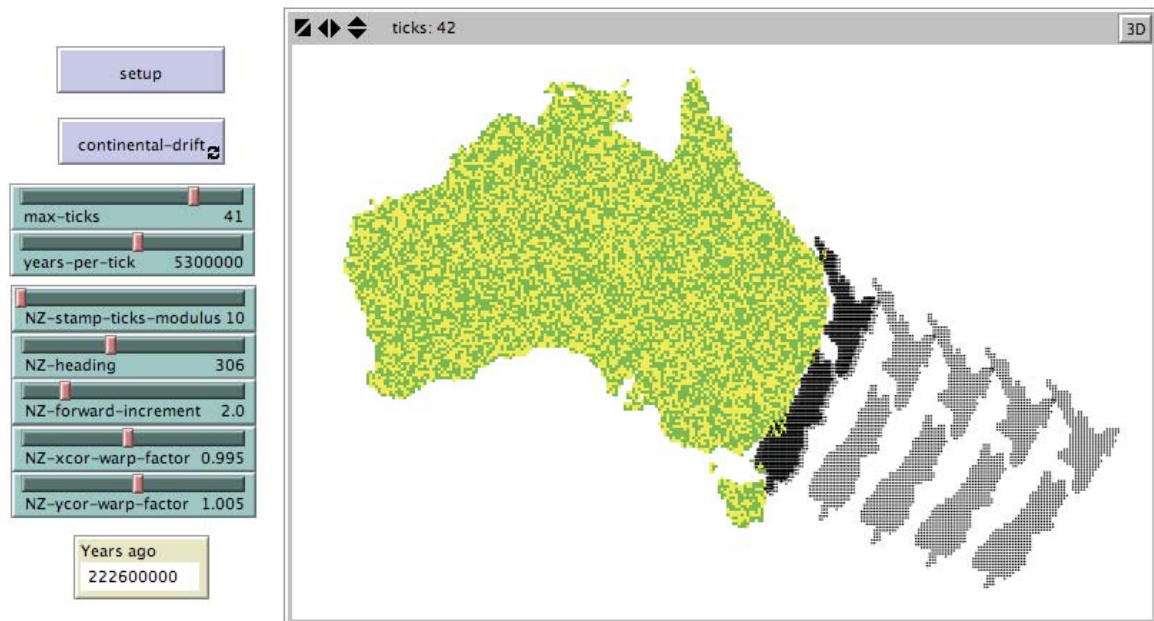 setup
continental-drift
max-ticks 41
years-per-tick 5300000
NZ-stamp-ticks-modulus 10
NZ-heading 306
NZ-forward-increment 2.0
NZ-xcor-warp-factor 0.995
NZ-ycor-warp-factor 1.005
Years ago
222600000
ticks: 42
3D